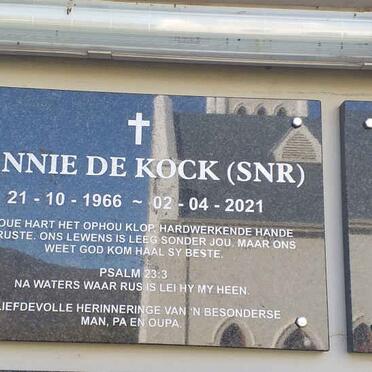 NNIE DE KOCK (SNR)
21 - 10 - 1966 ~ 02 - 04 - 2021
OUE HART HET OPHOU KLOP. HARDWERKENDE HANDE
RUSTE. ONS LEWENS IS LEEG SONDER JOU. MAAR ONS
WEET GOD KOM HAAL SY BESTE.
PSALM 23:3
NA WATERS WAAR RUS IS LEI HY MY HEEN.
LIEFDEVOLLE HERINNERINGE VAN 'N BESONDERSE
MAN, PA EN OUPA.